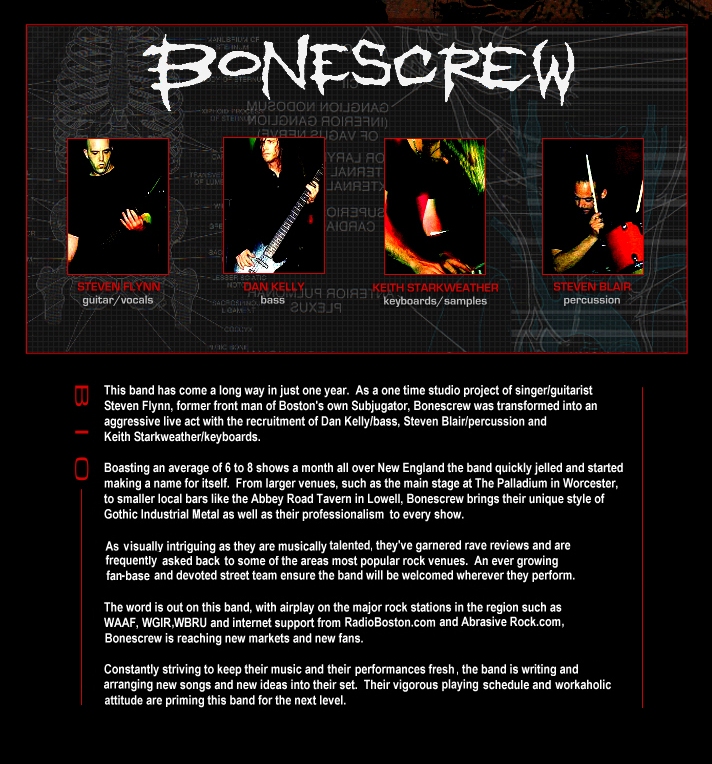 BONESCREW
GANGLION NODOSUM
(INFERIOR GANGLION
OF VAGUS NERVE)
STEVEN FLYNN
guitar/vocals
DAN KELLY
bass
KEITH STARKWEATHER
keyboards/samples
STEVEN BLAIR
percussion
PLEXUS
COCCYX
BIO
This band has come a long way in just one year. As a one time studio project of singer/guitarist
Steven Flynn, former front man of Boston's own Subjugator, Bonescrew was transformed into an
aggressive live act with the recruitment of Dan Kelly/bass, Steven Blair/percussion and
Keith Starkweather/keyboards.
Boasting an average of 6 to 8 shows a month all over New England the band quickly jelled and started
making a name for itself. From larger venues, such as the main stage at The Palladium in Worcester,
to smaller local bars like the Abbey Road Tavern in Lowell, Bonescrew brings their unique style of
Gothic Industrial Metal as well as their professionalism to every show.
As visually intriguing as they are musically talented, they've garnered rave reviews and are
frequently asked back to some of the areas most popular rock venues. An ever growing
fan-base and devoted street team ensure the band will be welcomed wherever they perform.
The word is out on this band, with airplay on the major rock stations in the region such as
WAAF, WGIR,WBRU and internet support from RadioBoston.com and Abrasive Rock.com,
Bonescrew is reaching new markets and new fans.
Constantly striving to keep their music and their performances fresh, the band is writing and
arranging new songs and new ideas into their set. Their vigorous playing schedule and workaholic
attitude are priming this band for the next level.